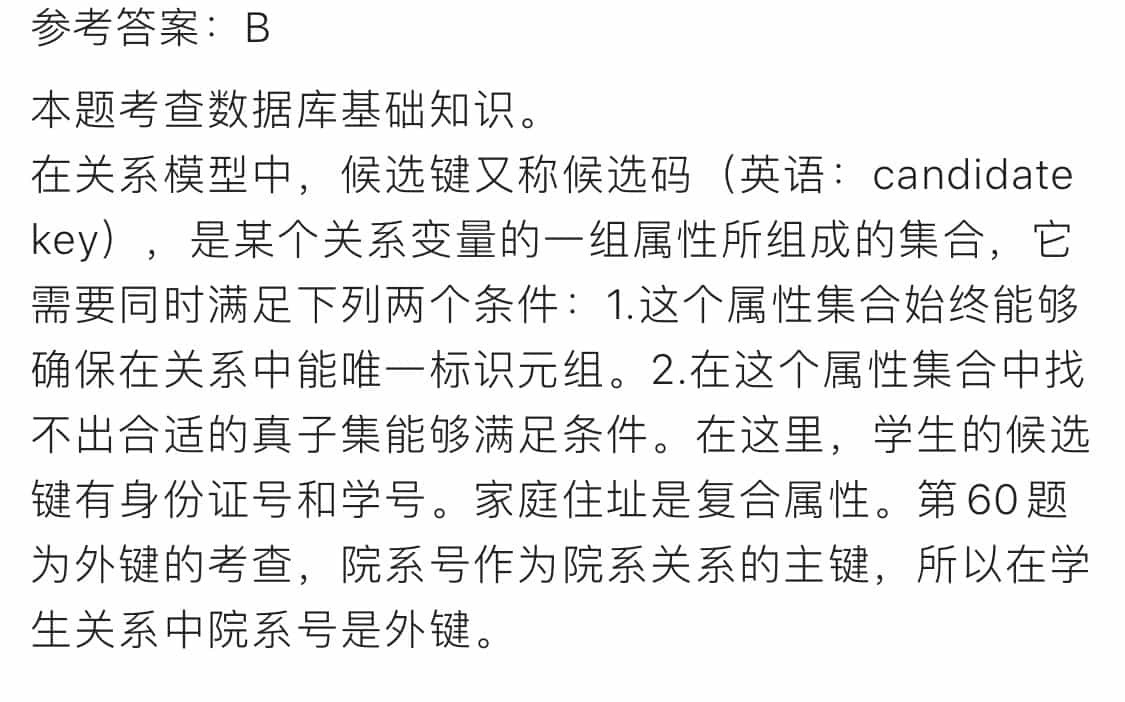 参考答案：B
本题考查数据库基础知识。
在关系模型中，候选键又称候选码（英语：candidate
key），是某个关系变量的一组属性所组成的集合，它
需要同时满足下列两个条件：1.这个属性集合始终能够
确保在关系中能唯一标识元组。2.在这个属性集合中找
不出合适的真子集能够满足条件。在这里，学生的候选
键有身份证号和学号。家庭住址是复合属性。第60题
为外键的考查，院系号作为院系关系的主键，所以在学
生关系中院系号是外键。